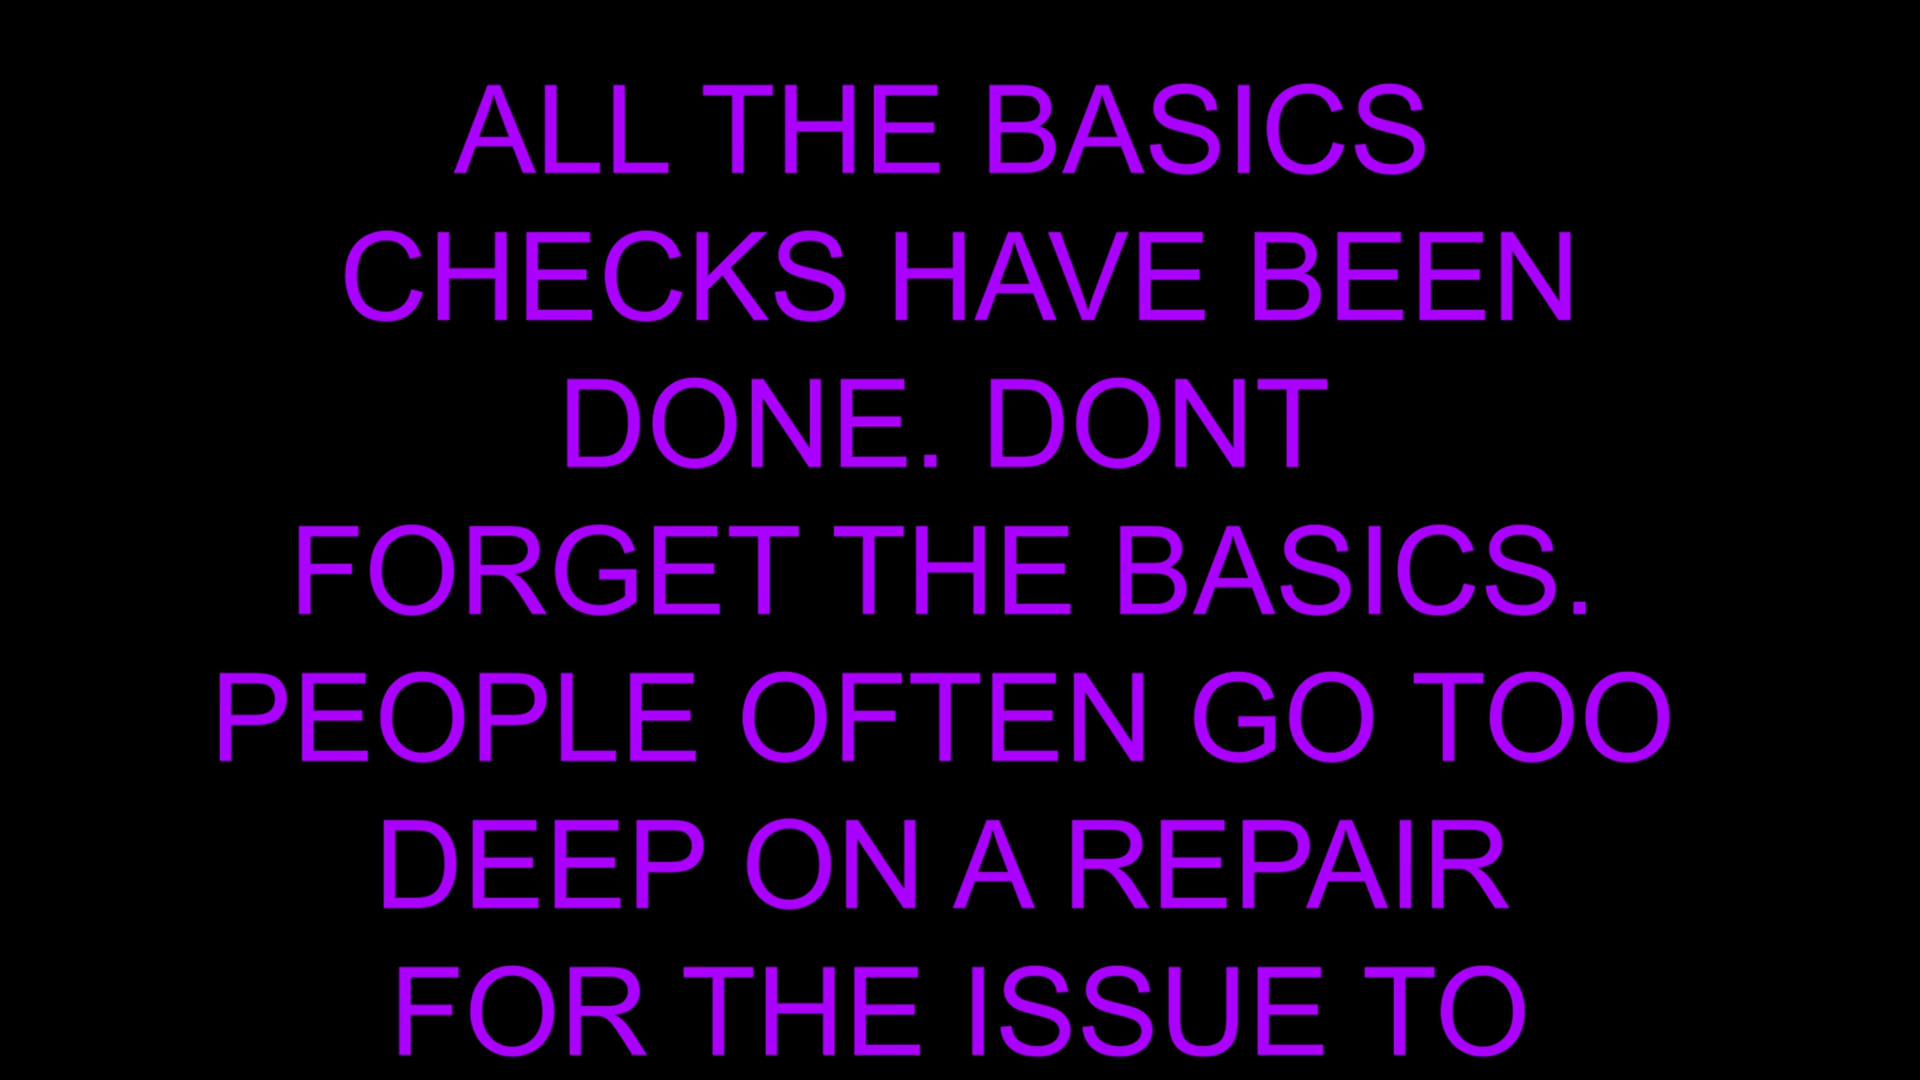 ALL THE BASICS
CHECKS HAVE BEEN
DONE. DONT
FORGET THE BASICS.
PEOPLE OFTEN GO TOO
DEEP ON A REPAIR
FOR THE ISSUE TO